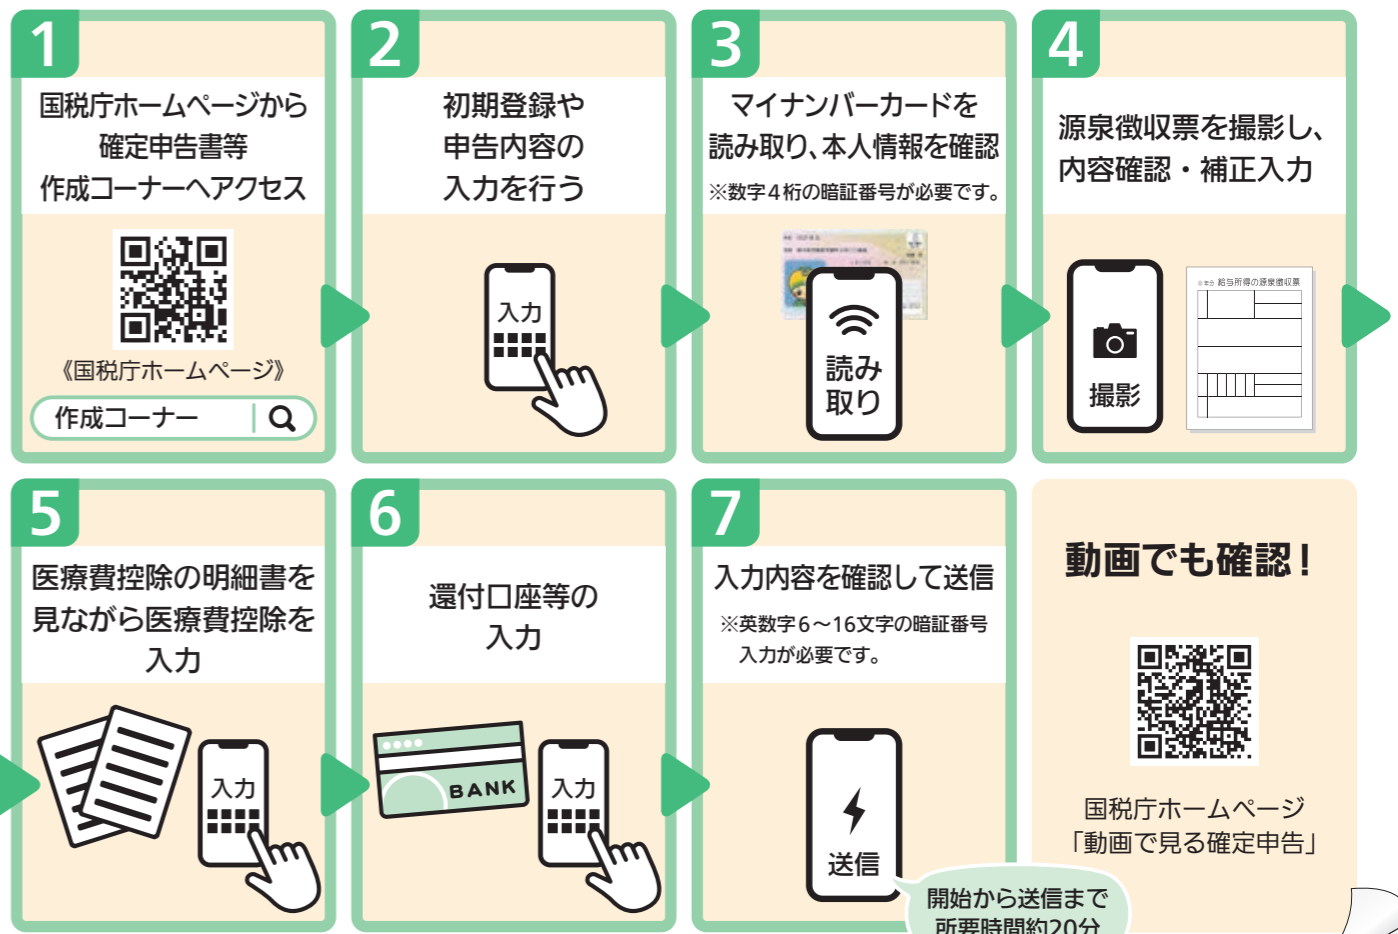 1
国税庁ホームページから
確定申告書等
作成コーナーへアクセス
《国税庁ホームページ》
作成コーナー
2
初期登録や
申告内容の
入力を行う
入力
3
マイナンバーカードを
読み取り、本人情報を確認
※数字4桁の暗証番号が必要です。
読み
取り
4
源泉徴収票を撮影し、
内容確認・補正入力
撮影
給与所得の源泉徴収票
5
医療費控除の明細書を
見ながら医療費控除を
入力
入力
6
還付口座等の
入力
BANK
入力
7
入力内容を確認して送信
※英数字6〜16文字の暗証番号
入力が必要です。
送信
開始から送信まで
所要時間約20分
動画でも確認!
国税庁ホームページ
「動画で見る確定申告」